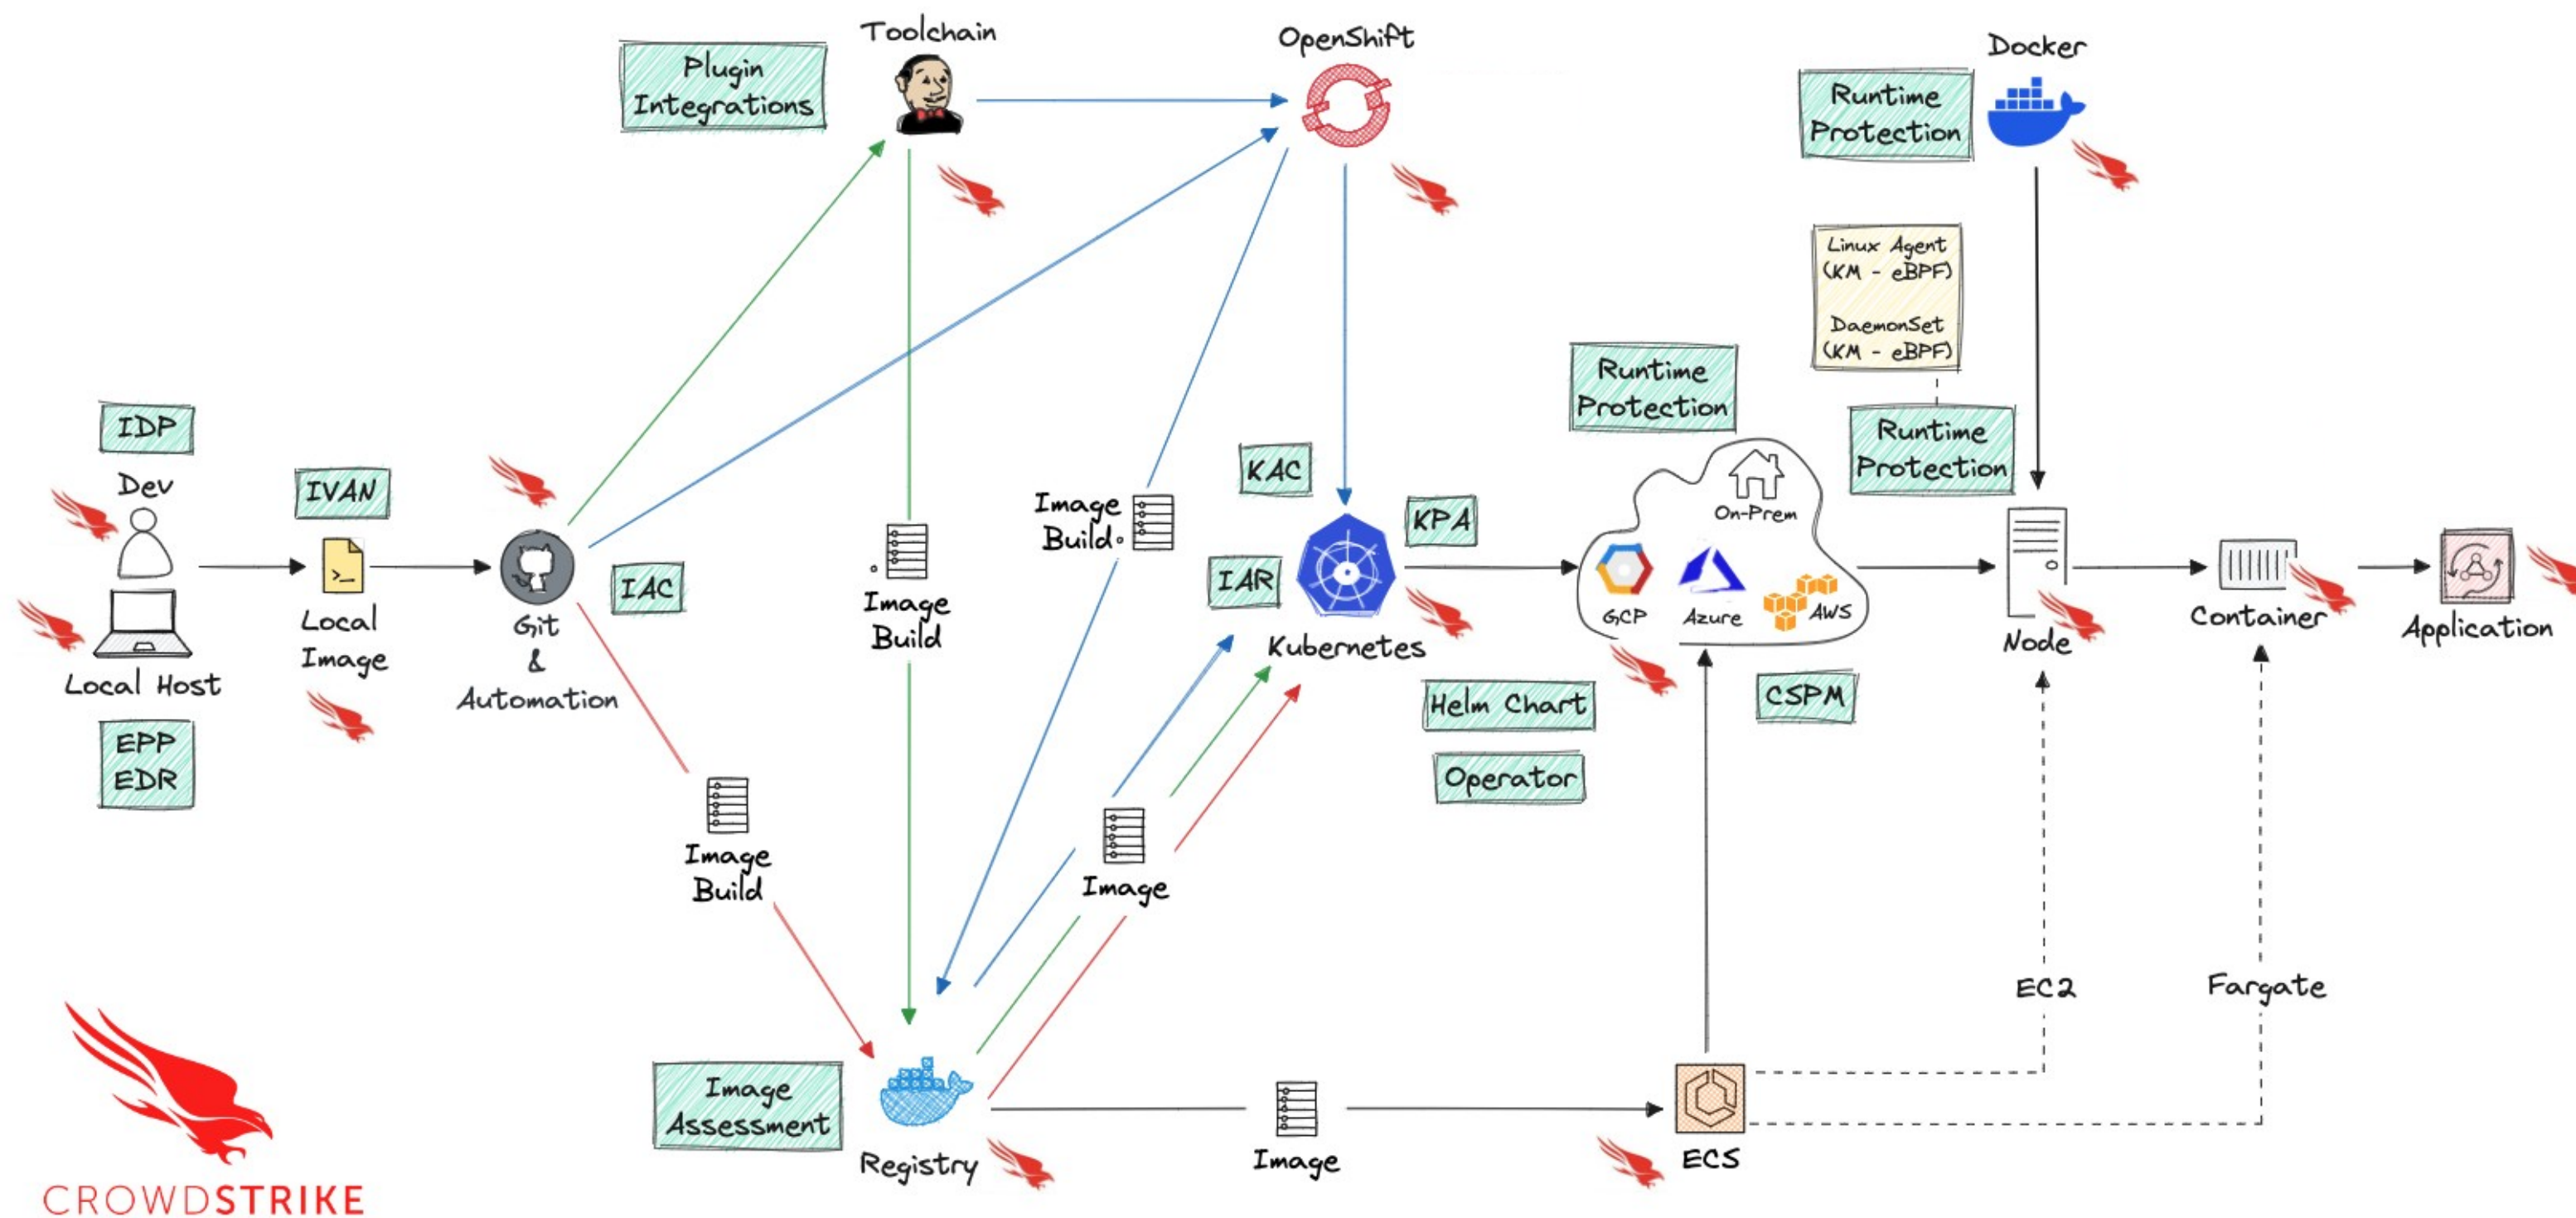 Toolchain
Plugin
Integrations
OpenShift
Docker
Runtime
Protection
Linux Agent
(KM - eBPF)
DaemonSet
(KM - eBPF)
Runtime
Protection
Runtime
Protection
IDP
Dev
Local Host
EPP
EDR
IVAN
Local
Image
Git
&
Automation
IAC
Image
Build
Image
Build
Image
Build
KAC
IAR
KPA
Kubernetes
Helm Chart
Operator
On-Prem
GCP
Azure
AWS
CSPM
Node
Container
Application
Image
EC2
Fargate
Image
Assessment
Registry
Image
ECS
CROWDSTRIKE